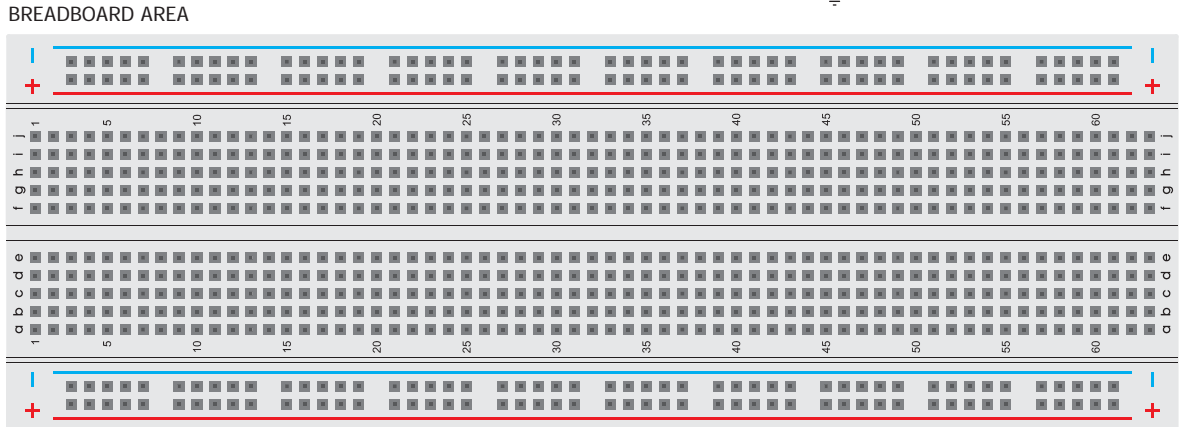 BREADBOARD AREA
− −
+ +
1 5 10 15 20 25 30 35 40 45 50 55 60
j j
i i
h h
g g
f f
e e
d d
c c
b b
a a
1 5 10 15 20 25 30 35 40 45 50 55 60
− −
+ +